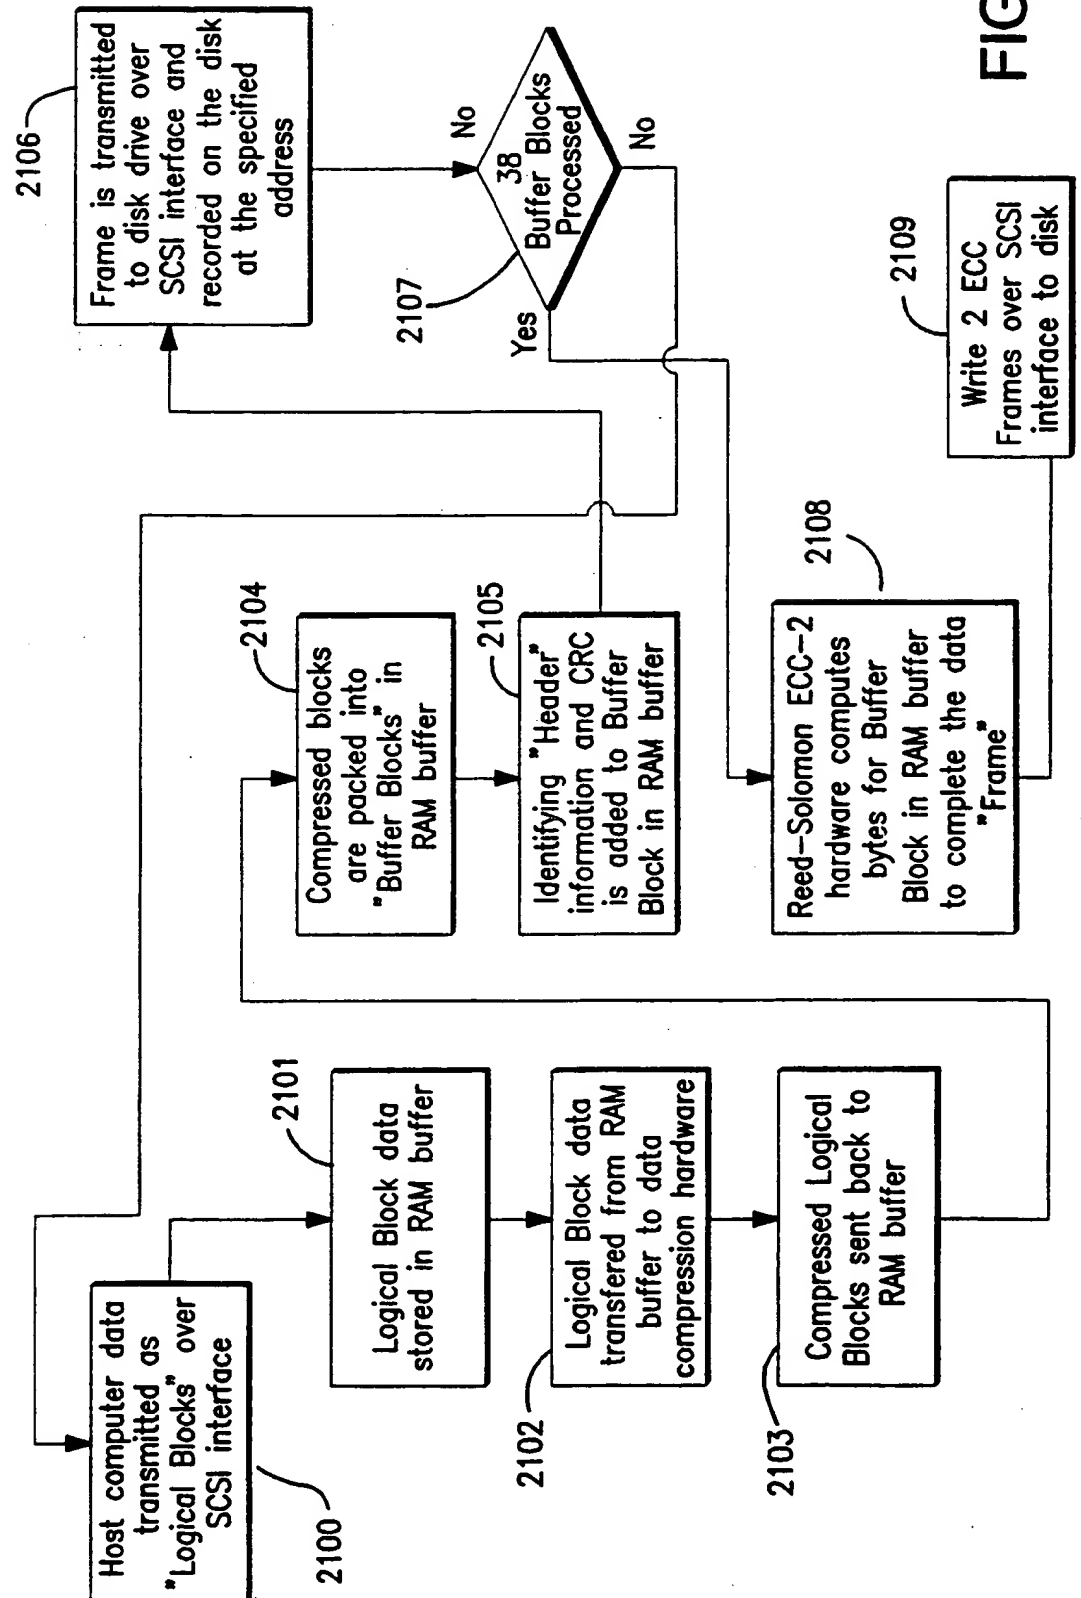 Host computer data
transmitted as
"Logical Blocks" over
SCSI interface
2100
2101
Logical Block data
stored in RAM buffer
Logical Block data
transfered from RAM
buffer to data
compression hardware
2102
Compressed Logical
Blocks sent back to
RAM buffer
2103
2104
Compressed blocks
are packed into
"Buffer Blocks" in
RAM buffer
2105
Identifying "Header"
information and CRC
is added to Buffer
Block in RAM buffer
2106
Frame is transmitted
to disk drive over
SCSI interface and
recorded on the disk
at the specified
address
2107
No
38
Buffer Blocks
Processed
Yes
No
2108
Reed-Solomon ECC-2
hardware computes
bytes for Buffer
Block in RAM buffer
to complete the data
"Frame"
2109
Write 2 ECC
Frames over SCSI
interface to disk
FIG